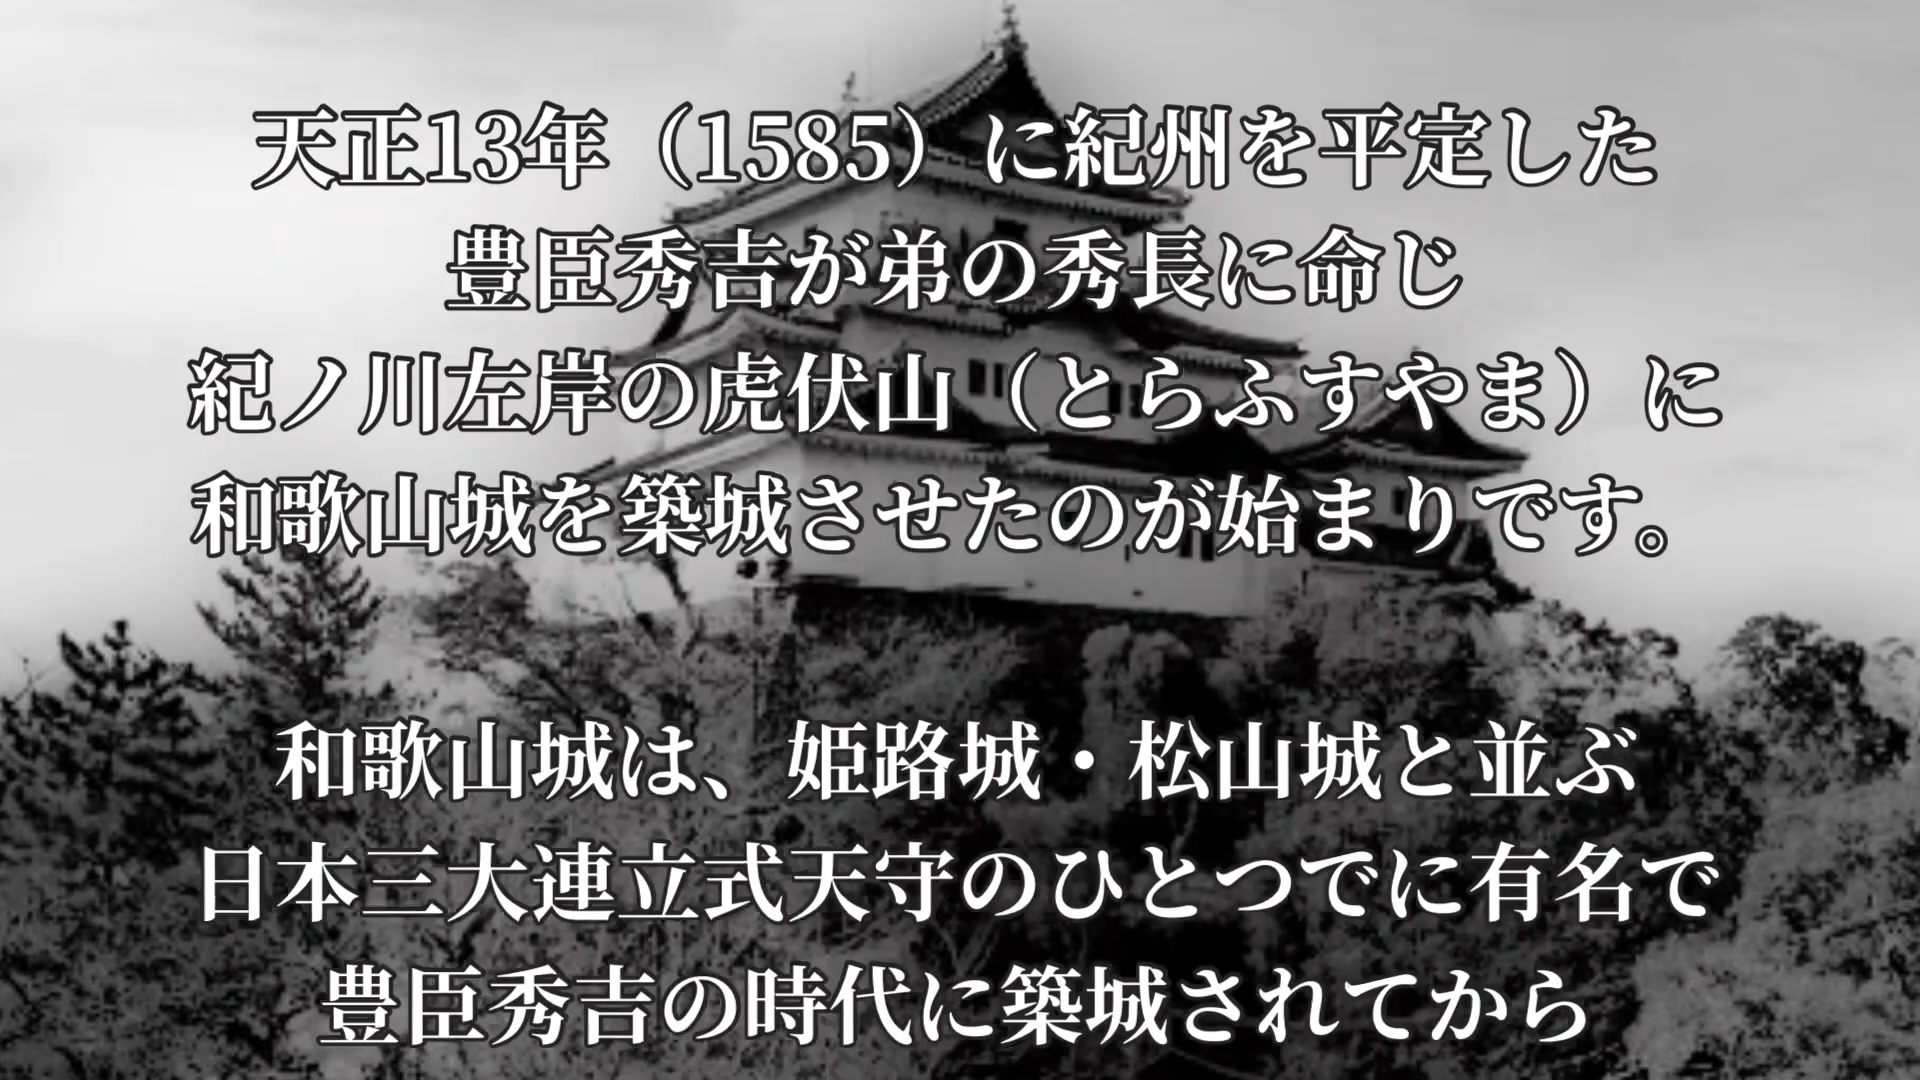 天正13年（1585）に紀州を平定した
豊臣秀吉が弟の秀長に命じ
紀ノ川左岸の虎伏山（とらふすやま）に
和歌山城を築城させたのが始まりです。
和歌山城は、姫路城・松山城と並ぶ
日本三大連立式天守のひとつでに有名で
豊臣秀吉の時代に築城されてから